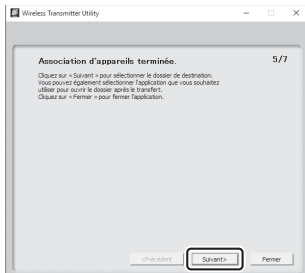 Wireless Transmitter Utility
Association d'appareils terminée.
5/7
Cliquez sur « Suivant » pour sélectionner le dossier de destination.
Vous pouvez également sélectionner l'application que vous souhaitez
utiliser pour ouvrir le dossier après le transfert.
Cliquez sur « Fermer » pour fermer l'application.
<Précédent
Suivant>
Fermer